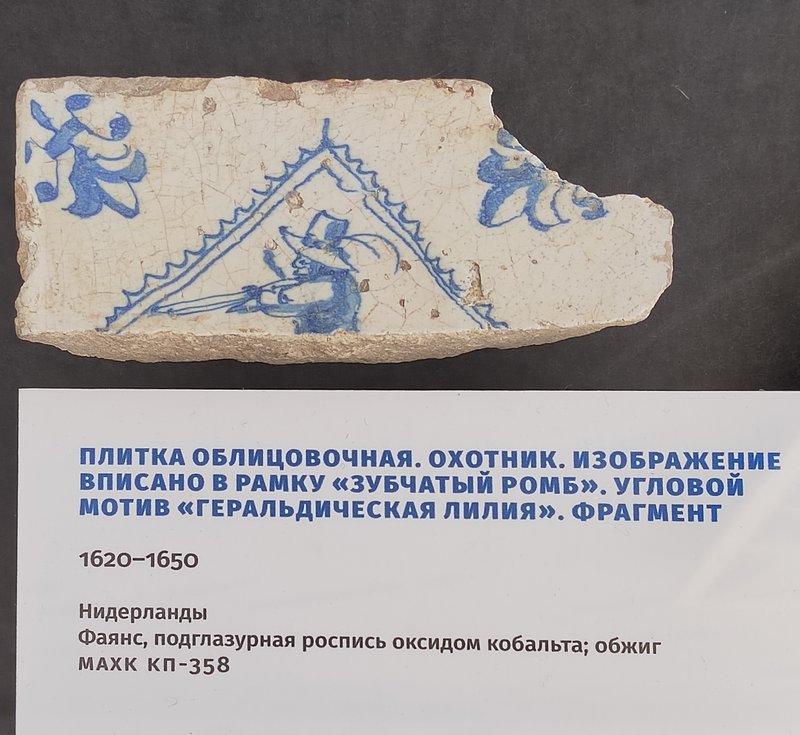 ПЛИТКА ОБЛИЦОВОЧНАЯ. ОХОТНИК. ИЗОБРАЖЕНИЕ
ВПИСАНО В РАМКУ «ЗУБЧАТЫЙ РОМБ». УГЛОВОЙ
МОТИВ «ГЕРАЛЬДИЧЕСКАЯ ЛИЛИЯ». ФРАГМЕНТ
1620–1650
Нидерланды
Фаянс, подглазурная роспись оксидом кобальта; обжиг
МАХК КП-358